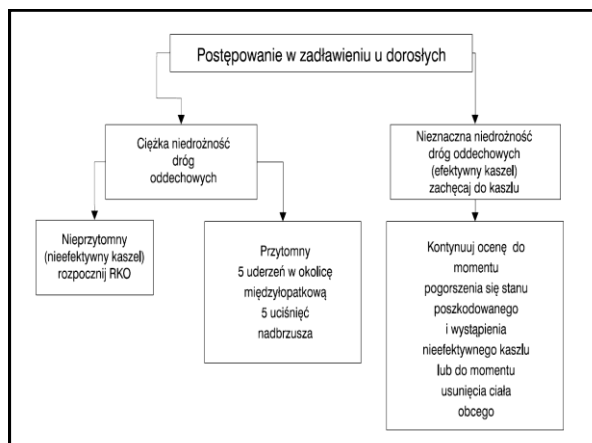 Postępowanie w zadławieniu u dorosłych
Ciężka niedrożność
dróg
oddechowych
Nieznaczna niedrożność
dróg oddechowych
(efektywny kaszel)
zachęcaj do kaszlu
Nieprzytomny
(nieefektywny kaszel)
rozpocznij RKO
Przytomny
5 uderzeń w okolicę
międzyłopatkową
5 uciśnięć
nadbrzusza
Kontynuuj ocenę do
momentu
pogorszenia się stanu
poszkodowanego
i wystąpienia
nieefektywnego kaszlu
lub do momentu
usunięcia ciała
obcego